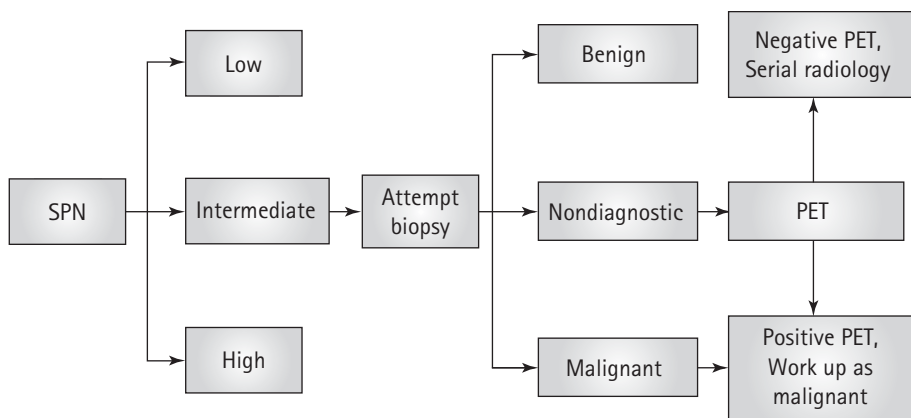 SPN
Low
Intermediate
High
Attempt
biopsy
Benign
Nondiagnostic
Malignant
Negative PET,
Serial radiology
PET
Positive PET,
Work up as
malignant